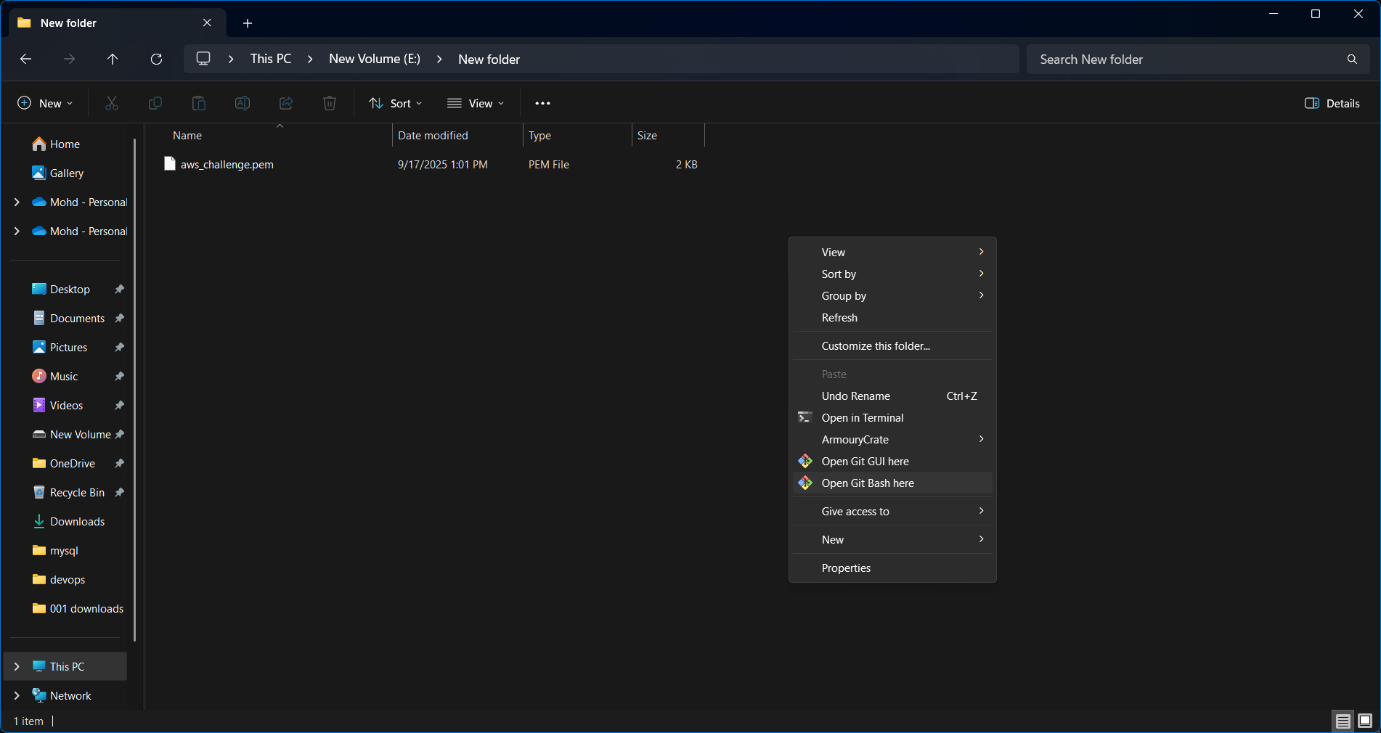 New folder
This PC New Volume (E:) New folder
Search New folder
New
Sort
View
Details
Name Date modified Type Size
aws_challenge.pem 9/17/2025 1:01 PM PEM File 2 KB
Home
Gallery
Mohd - Personal
Mohd - Personal
Desktop
Documents
Pictures
Music
Videos
New Volume
OneDrive
Recycle Bin
Downloads
mysql
devops
001 downloads
This PC
Network
View
Sort by
Group by
Refresh
Customize this folder...
Paste
Undo Rename Ctrl+Z
Open in Terminal
ArmouryCrate
Open Git GUI here
Open Git Bash here
Give access to
New
Properties
1 item